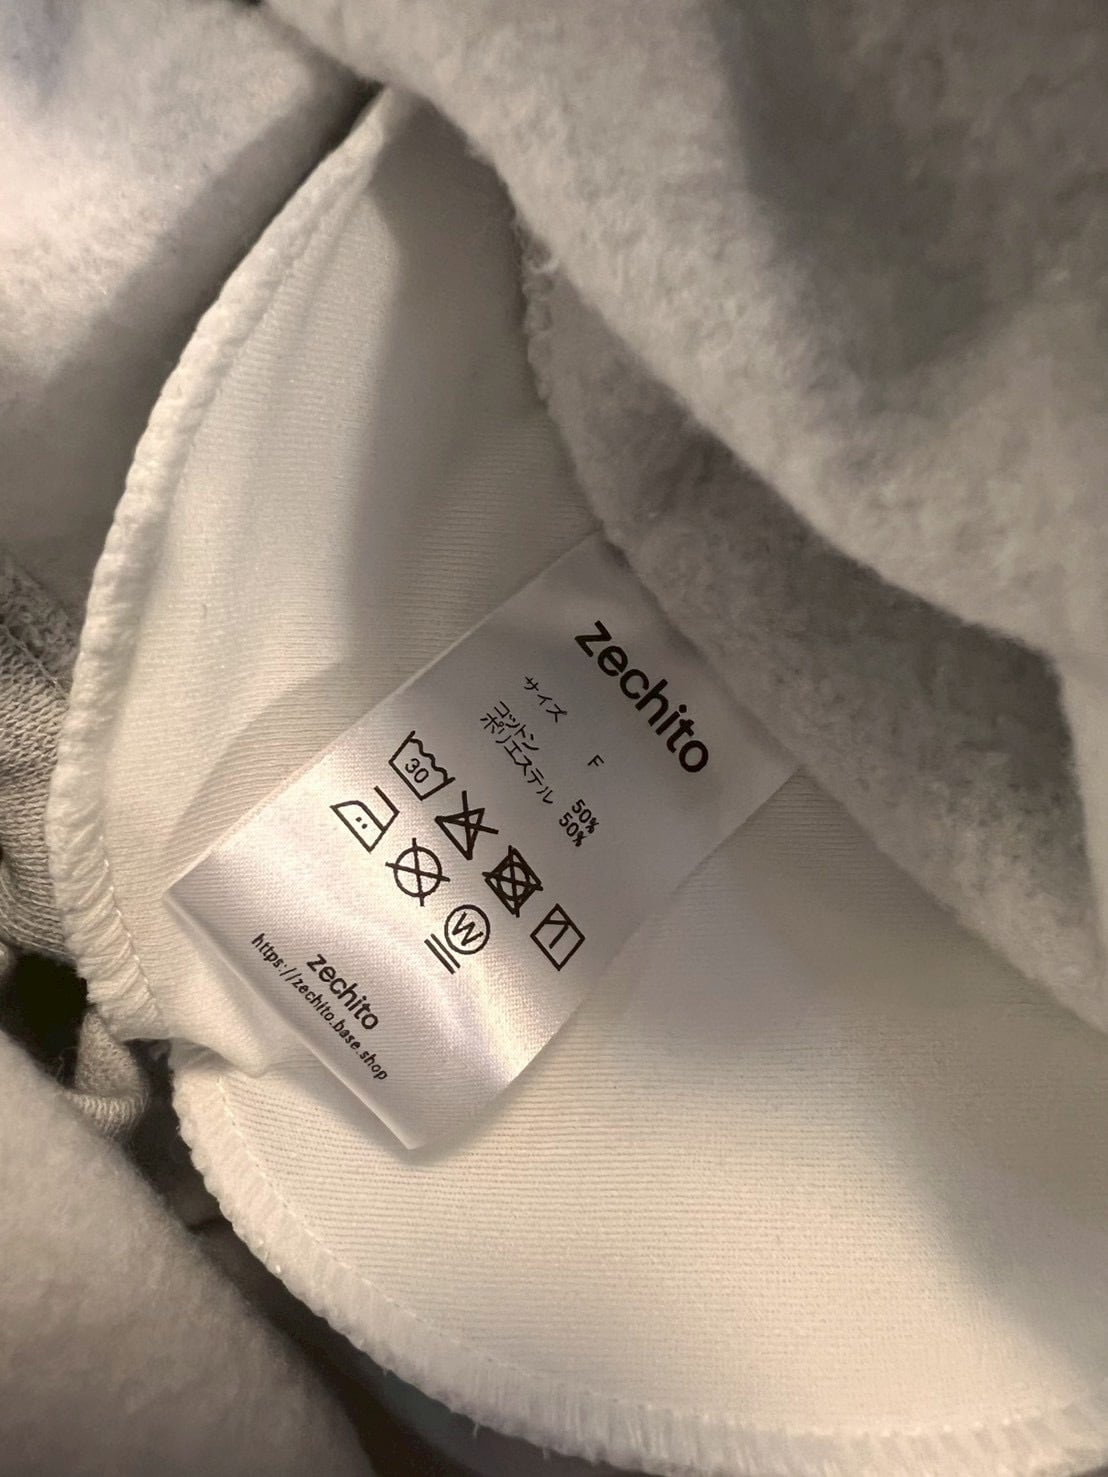 zechito
サイズ F
コットン 50%
ポリエステル 50%
30
W
zechito
https://zechito.base.shop